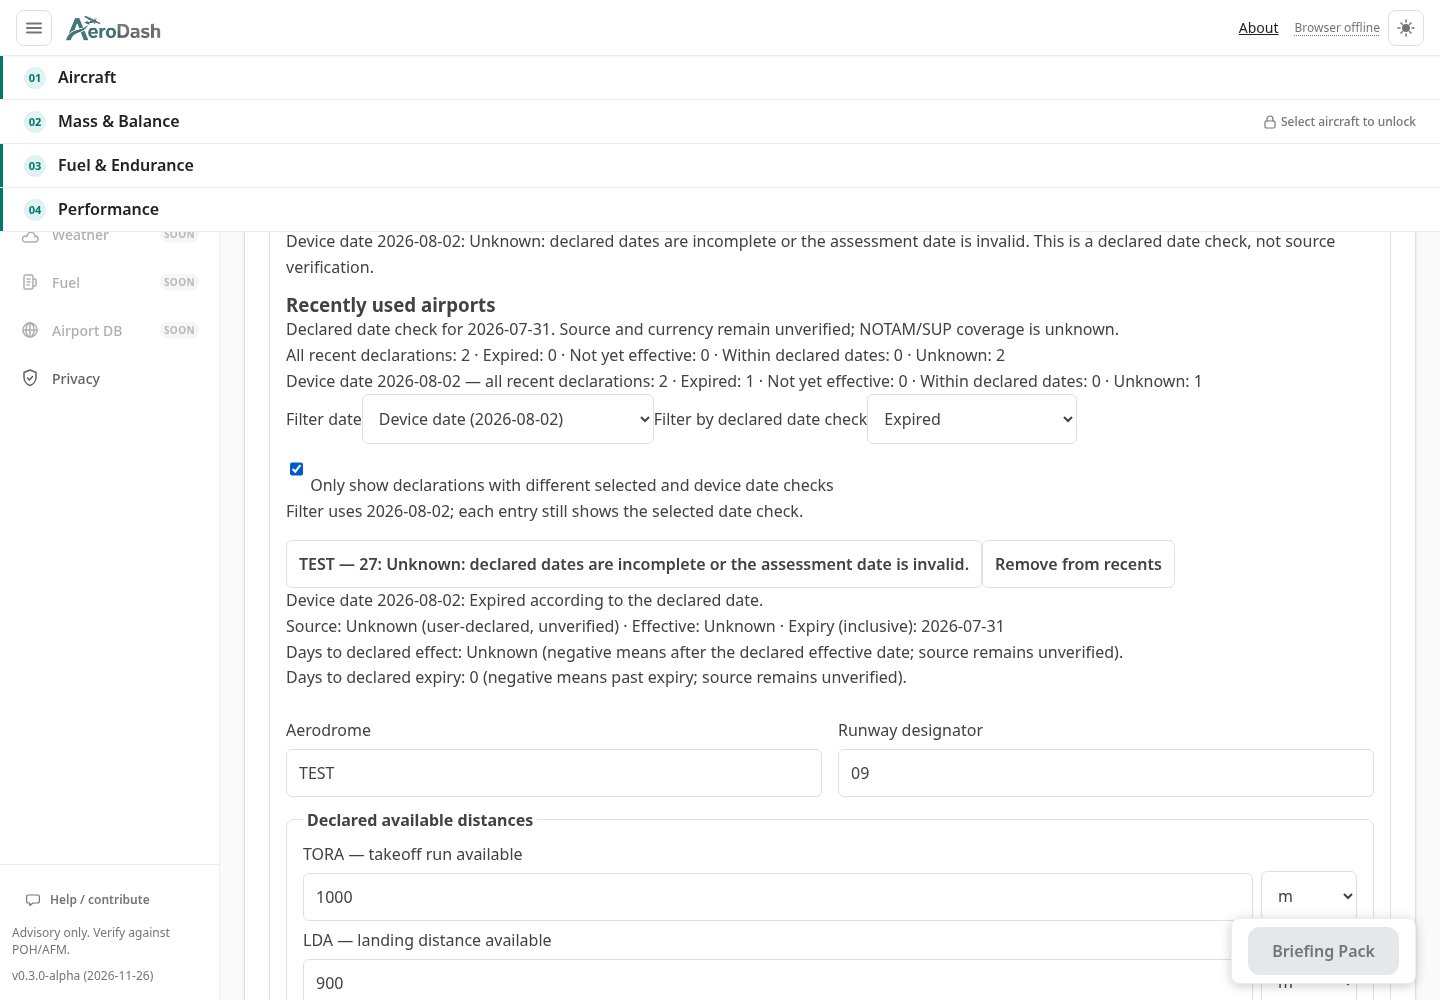 AeroDash
About
Browser offline
01 Aircraft
02 Mass & Balance
Select aircraft to unlock
03 Fuel & Endurance
04 Performance
Weather SOON
Fuel SOON
Airport DB SOON
Privacy
Help / contribute
Advisory only. Verify against
POH/AFM.
v0.3.0-alpha (2026-11-26)
Device date 2026-08-02: Unknown: declared dates are incomplete or the assessment date is invalid. This is a declared date check, not source
verification.
Recently used airports
Declared date check for 2026-07-31. Source and currency remain unverified; NOTAM/SUP coverage is unknown.
All recent declarations: 2 · Expired: 0 · Not yet effective: 0 · Within declared dates: 0 · Unknown: 2
Device date 2026-08-02 — all recent declarations: 2 · Expired: 1 · Not yet effective: 0 · Within declared dates: 0 · Unknown: 1
Filter date Device date (2026-08-02) Filter by declared date check Expired
Only show declarations with different selected and device date checks
Filter uses 2026-08-02; each entry still shows the selected date check.
TEST — 27: Unknown: declared dates are incomplete or the assessment date is invalid. Remove from recents
Device date 2026-08-02: Expired according to the declared date.
Source: Unknown (user-declared, unverified) · Effective: Unknown · Expiry (inclusive): 2026-07-31
Days to declared effect: Unknown (negative means after the declared effective date; source remains unverified).
Days to declared expiry: 0 (negative means past expiry; source remains unverified).
Aerodrome
Runway designator
TEST
09
Declared available distances
TORA — takeoff run available
1000
m
LDA — landing distance available
900
Briefing Pack